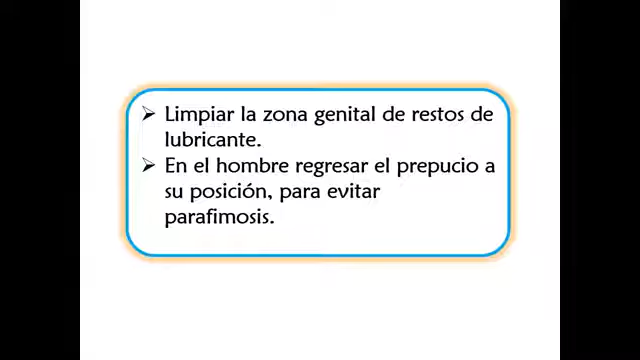 ➢ Limpiar la zona genital de restos de
lubricante.
➢ En el hombre regresar el prepucio a
su posición, para evitar
parafimosis.